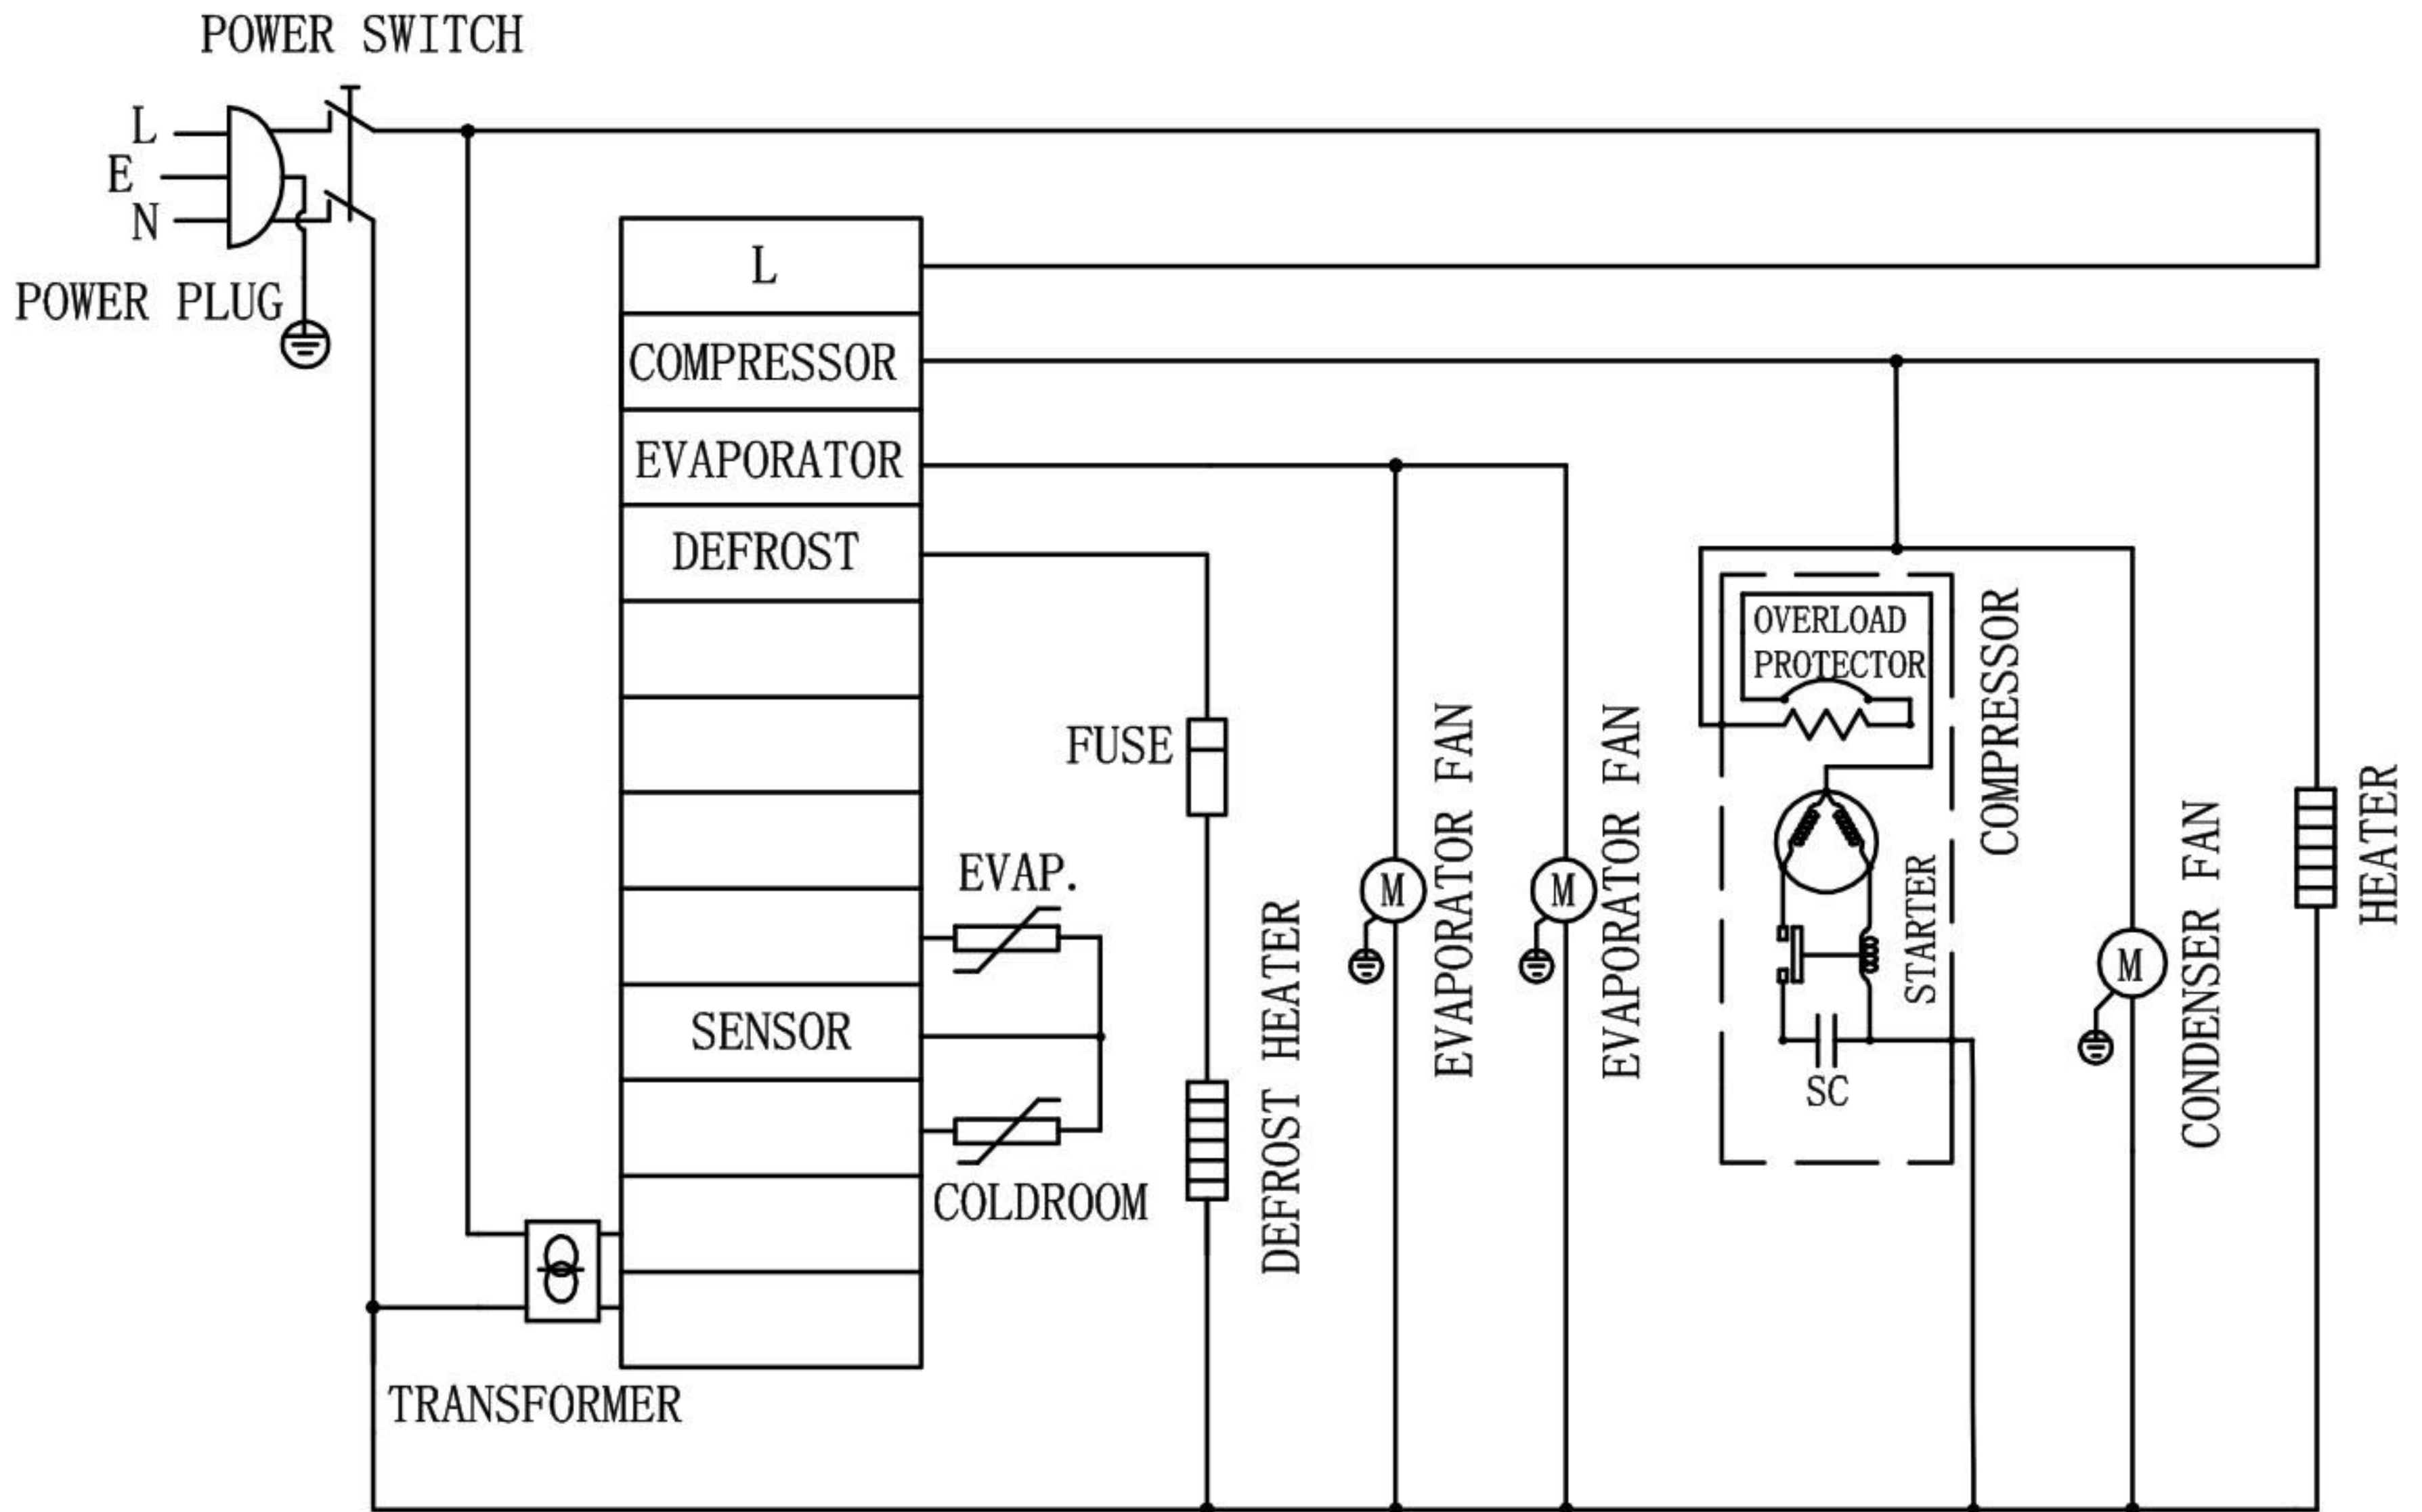 POWER SWITCH
L
E
N
POWER PLUG
L
COMPRESSOR
EVAPORATOR
DEFROST
SENSOR
TRANSFORMER
EVAP.
COLDROOM
FUSE
DEFROST HEATER
M
EVAPORATOR FAN
M
EVAPORATOR FAN
OVERLOAD
PROTECTOR
COMPRESSOR
STARTER
SC
M
CONDENSER FAN
HEATER